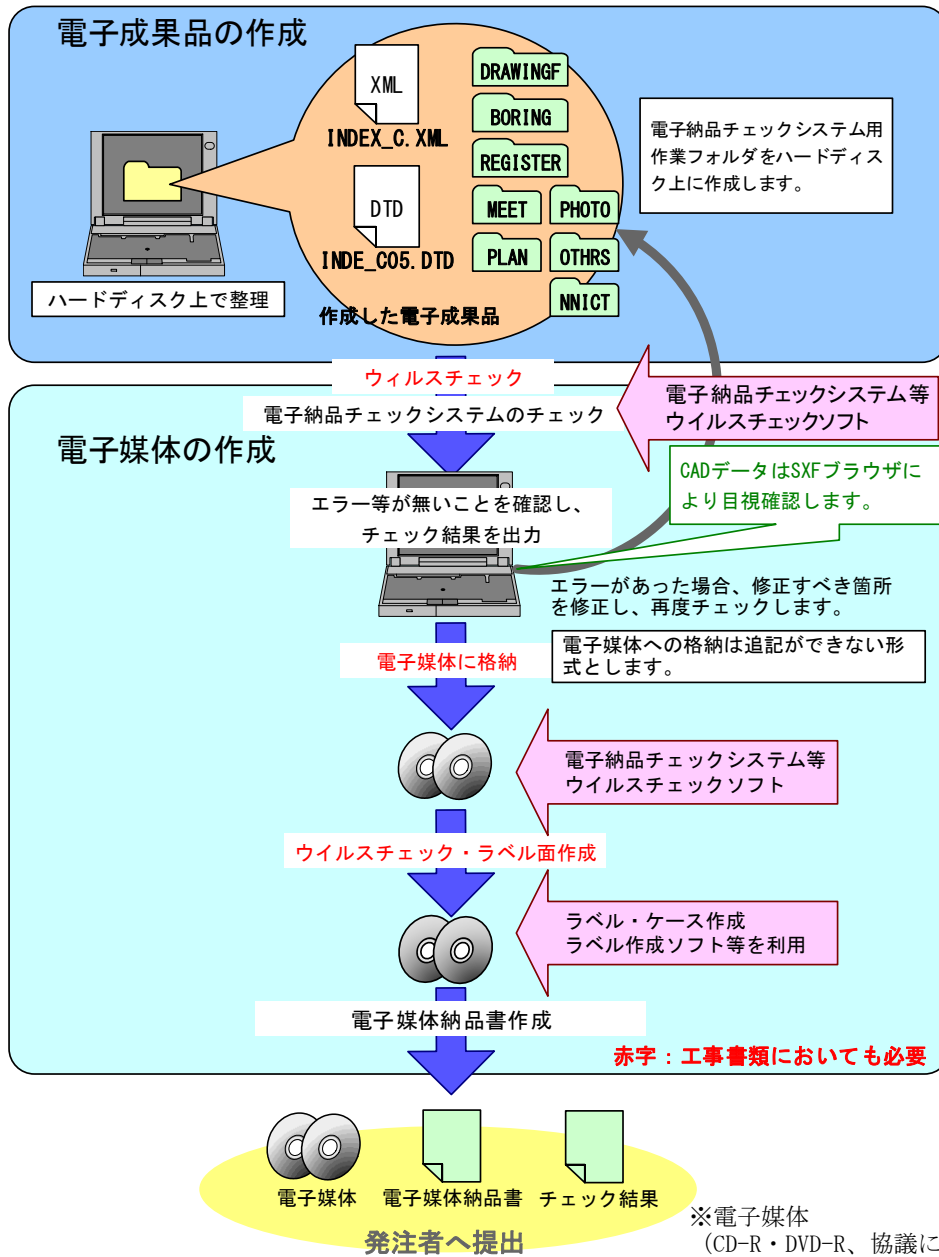 電子成果品の作成
XML
INDEX_C.XML
DTD
INDE_C05.DTD
DRAWINGF
BORING
REGISTER
MEET
PHOTO
PLAN
OTHRS
NNICT
作成した電子成果品
ハードディスク上で整理
電子納品チェックシステム用
作業フォルダをハードディス
ク上に作成します。
ウィルスチェック
電子納品チェックシステムのチェック
電子納品チェックシステム等
ウイルスチェックソフト
電子媒体の作成
CADデータはSXFブラウザに
より目視確認します。
エラー等が無いことを確認し、
チェック結果を出力
エラーがあった場合、修正すべき箇所
を修正し、再度チェックします。
電子媒体に格納
電子媒体への格納は追記ができない形
式とします。
電子納品チェックシステム等
ウイルスチェックソフト
ウイルスチェック・ラベル面作成
ラベル・ケース作成
ラベル作成ソフト等を利用
電子媒体納品書作成
赤字：工事書類においても必要
電子媒体
電子媒体納品書
チェック結果
発注者へ提出
※電子媒体
（CD-R・DVD-R、協議に